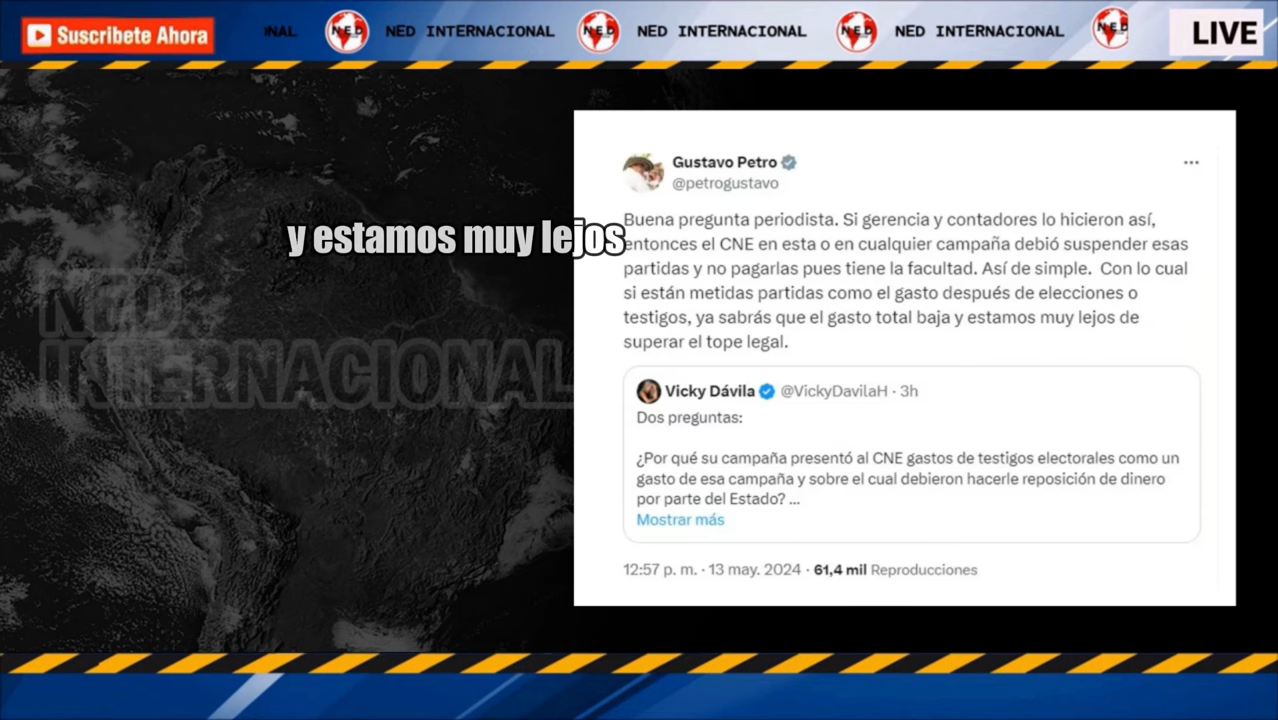 Suscribete Ahora
NAL
NED
NED INTERNACIONAL
NED
NED INTERNACIONAL
NED
NED INTERNACIONAL
NED
LIVE
Gustavo Petro
@petrogustavo
y estamos muy lejos
Buena pregunta periodista. Si gerencia y contadores lo hicieron así,
entonces el CNE en esta o en cualquier campaña debió suspender esas
partidas y no pagarlas pues tiene la facultad. Así de simple. Con lo cual
si están metidas partidas como el gasto después de elecciones o
testigos, ya sabrás que el gasto total baja y estamos muy lejos de
superar el tope legal.
NED
INTERNACIONAL
Vicky Dávila @VickyDavilaH · 3h
Dos preguntas:
¿Por qué su campaña presentó al CNE gastos de testigos electorales como un
gasto de esa campaña y sobre el cual debieron hacerle reposición de dinero
por parte del Estado? ...
Mostrar más
12:57 p. m. · 13 may. 2024 · 61,4 mil Reproducciones